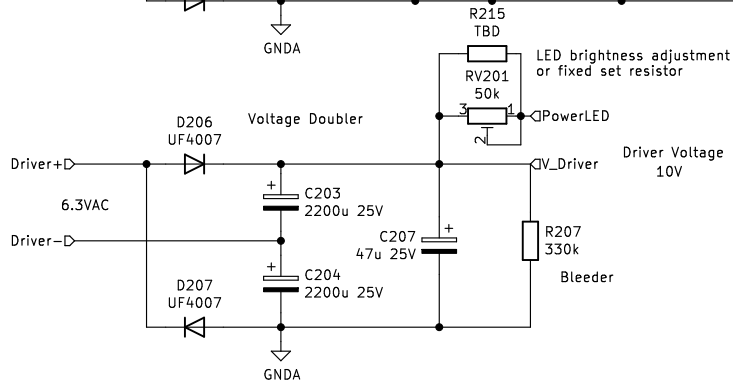 R215
TBD
GNDA
LED brightness adjustment
or fixed set resistor
RV201
50k
3
1
2
PowerLED
D206
UF4007
Voltage Doubler
Driver+
V_Driver
Driver Voltage
10V
6.3VAC
+
C203
2200u 25V
Driver-
+
C207
47u 25V
R207
330k
+
C204
2200u 25V
Bleeder
D207
UF4007
GNDA